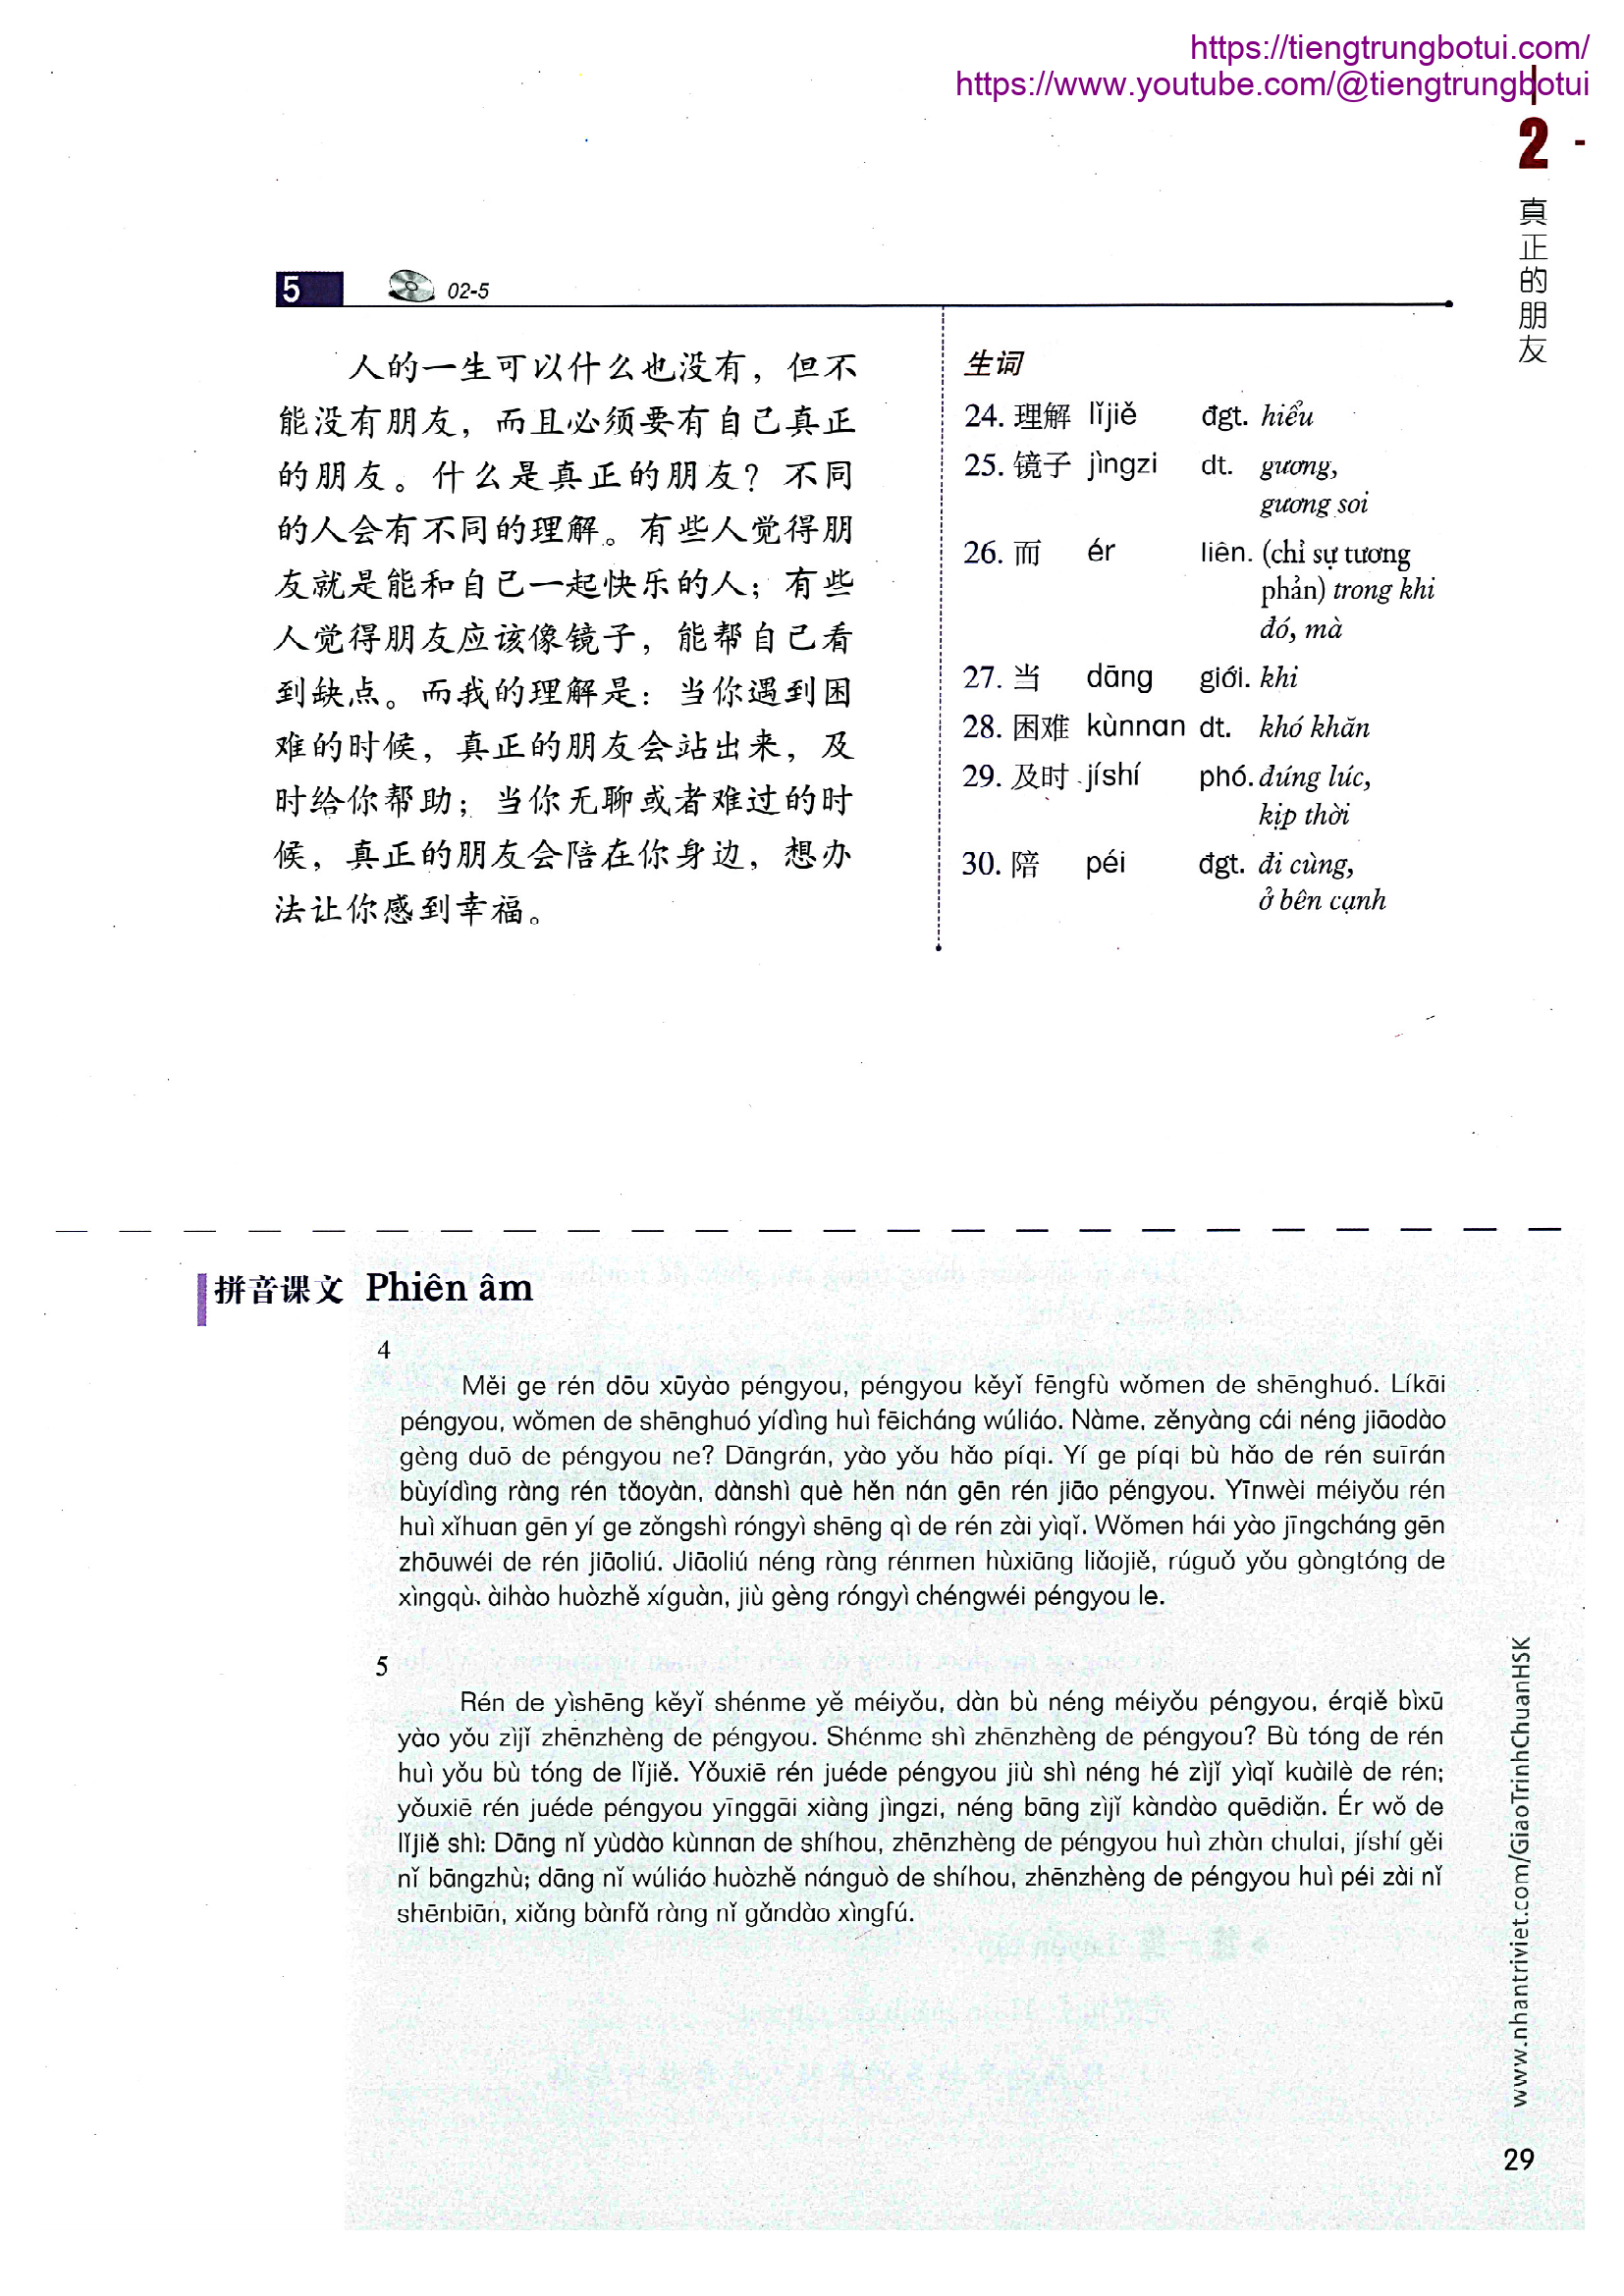 https://tiengtrungbotui.com/
https://www.youtube.com/@tiengtrungbotui
2
真正的朋友
5 02-5
人的一生可以什么也没有，但不
能没有朋友，而且必须要有自己真正
的朋友。什么是真正的朋友？不同
的人会有不同的理解。有些人觉得朋
友就是能和自己一起快乐的人；有些
人觉得朋友应该像镜子，能帮自己看
到缺点。而我的理解是：当你遇到困
难的时候，真正的朋友会站出来，及
时给你帮助；当你无聊或者难过的时
候，真正的朋友会陪在你身边，想办
法让你感到幸福。
生词
24. 理解 lǐjiě đgt. hiểu
25. 镜子 jìngzi dt. gương,
gương soi
26. 而 ér liên. (chỉ sự tương
phản) trong khi
đó, mà
27. 当 dāng giới. khi
28. 困难 kùnnan dt. khó khăn
29. 及时 jíshí phó. đúng lúc,
kịp thời
30. 陪 péi đgt. đi cùng,
ở bên cạnh
拼音课文 Phiên âm
4
Měi ge rén dōu xūyào péngyou, péngyou kěyǐ fēngfù wǒmen de shēnghuó. Líkāi
péngyou, wǒmen de shēnghuó yídìng huì fēicháng wúliáo. Nàme, zěnyàng cái néng jiāodào
gèng duō de péngyou ne? Dāngrán, yào yǒu hǎo píqi. Yí ge píqi bù hǎo de rén suīrán
bùyídìng ràng rén tǎoyàn, dànshì què hěn nán gēn rén jiāo péngyou. Yīnwèi méiyǒu rén
huì xǐhuan gēn yí ge zǒngshì róngyì shēng qì de rén zài yìqǐ. Wǒmen hái yào jīngcháng gēn
zhōuwéi de rén jiāoliú. Jiāoliú néng ràng rénmen hùxiāng liǎojiě, rúguǒ yǒu gòngtóng de
xìngqù、àihào huòzhě xíguàn, jiù gèng róngyì chéngwéi péngyou le.
5
Rén de yìshēng kěyǐ shénme yě méiyǒu, dàn bù néng méiyǒu péngyou, érqiě bìxū
yào yǒu zìjǐ zhēnzhèng de péngyou. Shénme shì zhēnzhèng de péngyou? Bù tóng de rén
huì yǒu bù tóng de lǐjiě. Yǒuxiē rén juéde péngyou jiù shì néng hé zìjǐ yìqǐ kuàilè de rén;
yǒuxiē rén juéde péngyou yīnggāi xiàng jìngzi, néng bāng zìjǐ kàndào quēdiǎn. Ér wǒ de
lǐjiě shì: Dāng nǐ yùdào kùnnan de shíhou, zhēnzhèng de péngyou huì zhàn chulai, jíshí gěi
nǐ bāngzhù; dāng nǐ wúliáo huòzhě nánguò de shíhou, zhēnzhèng de péngyou huì péi zài nǐ
shēnbiān, xiǎng bànfǎ ràng nǐ gǎndào xìngfú.
www.nhantriviet.com/GiaoTrinhChuanHSK
29